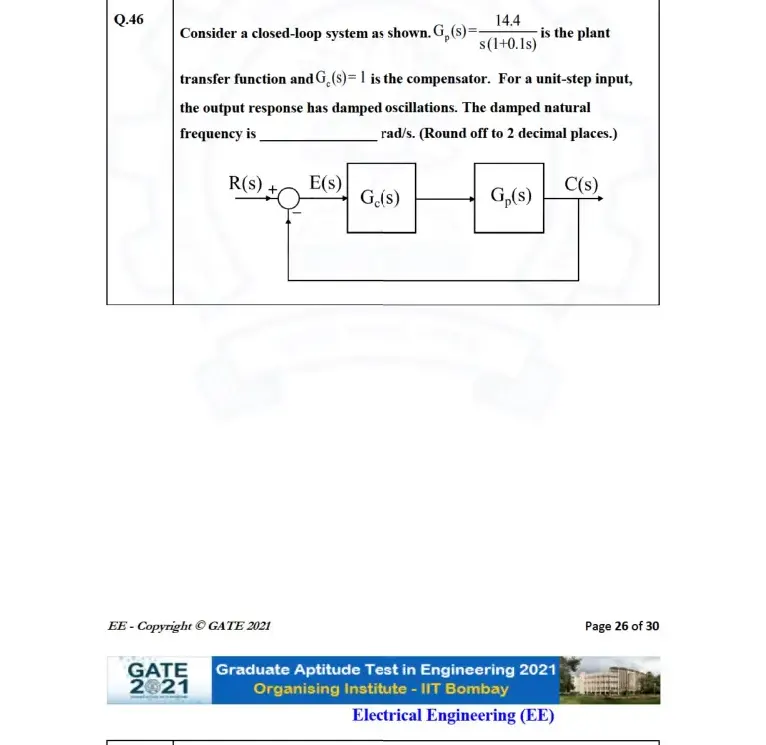 Q.46
Consider a closed-loop system as shown. Gₚ(s)=14.4/s(1+0.1s) is the plant
transfer function and G_c(s)= 1 is the compensator. For a unit-step input,
the output response has damped oscillations. The damped natural
frequency is ________________ rad/s. (Round off to 2 decimal places.)
R(s) + E(s) G_c(s) Gₚ(s) C(s)
−
EE - Copyright © GATE 2021 Page 26 of 30
GATE
2021
Graduate Aptitude Test in Engineering 2021
Organising Institute - IIT Bombay
Electrical Engineering (EE)